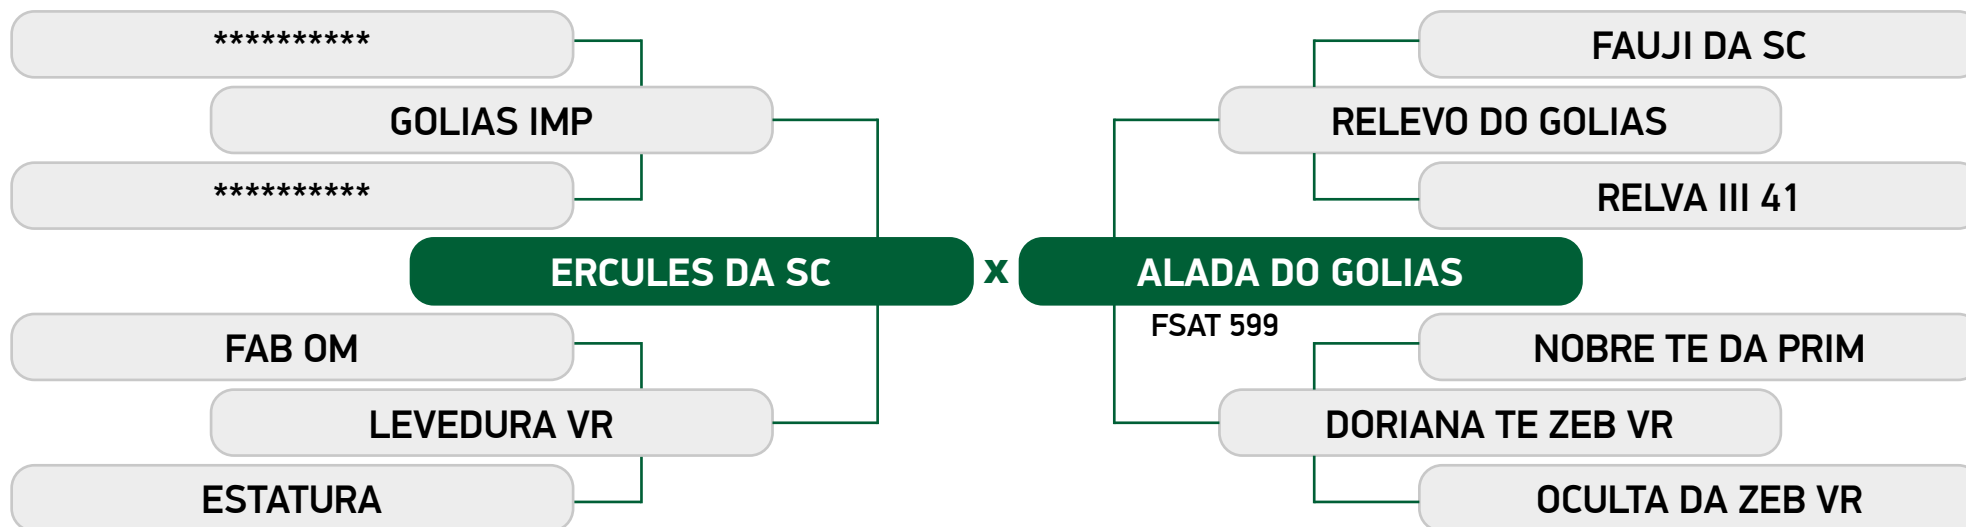 **********
FAUJI DA SC
GOLIAS IMP
RELEVO DO GOLIAS
**********
RELVA III 41
ERCULES DA SC
x
ALADA DO GOLIAS
FSAT 599
FAB OM
NOBRE TE DA PRIM
LEVEDURA VR
DORIANA TE ZEB VR
ESTATURA
OCULTA DA ZEB VR